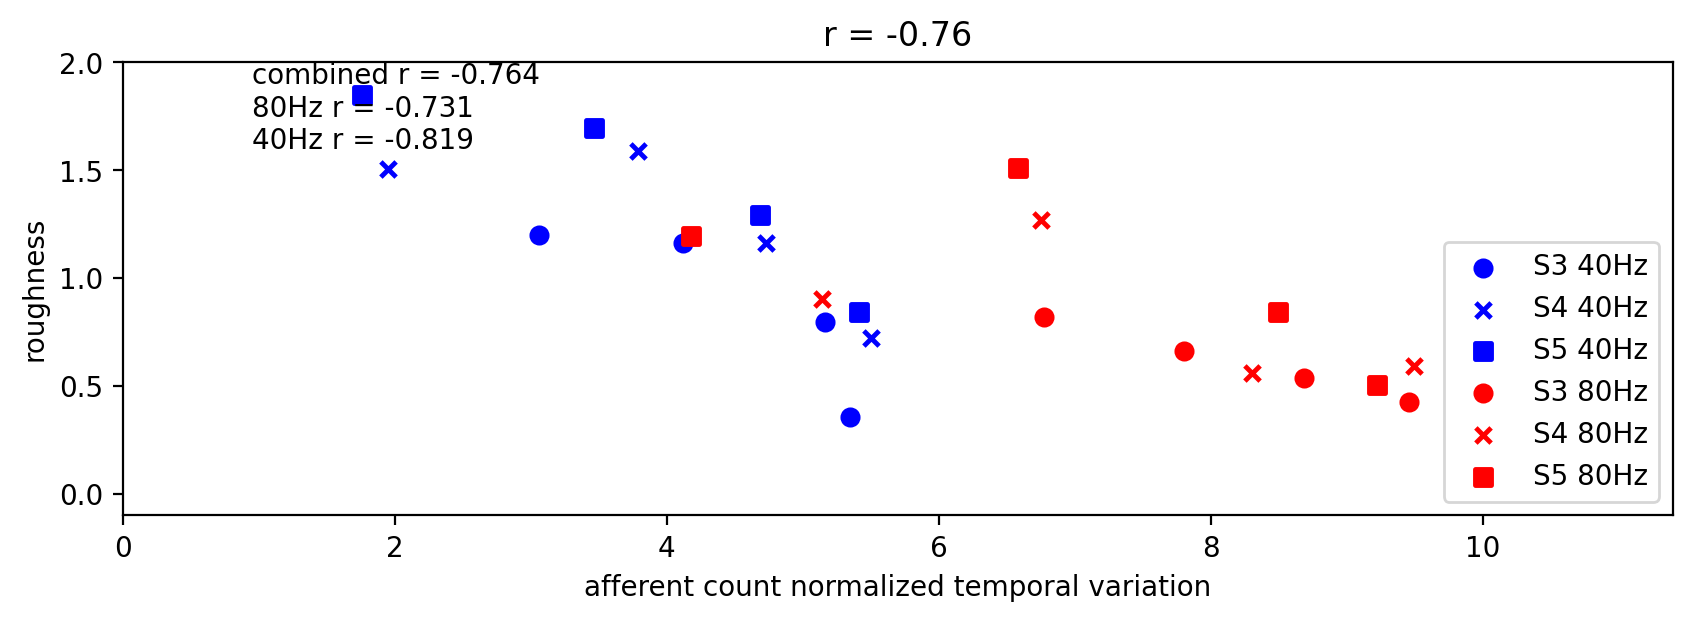 r = -0.76
combined r = -0.764
80Hz r = -0.731
40Hz r = -0.819
2.0
1.5
1.0
0.5
0.0
roughness
S3 40Hz
S4 40Hz
S5 40Hz
S3 80Hz
S4 80Hz
S5 80Hz
0 2 4 6 8 10
afferent count normalized temporal variation